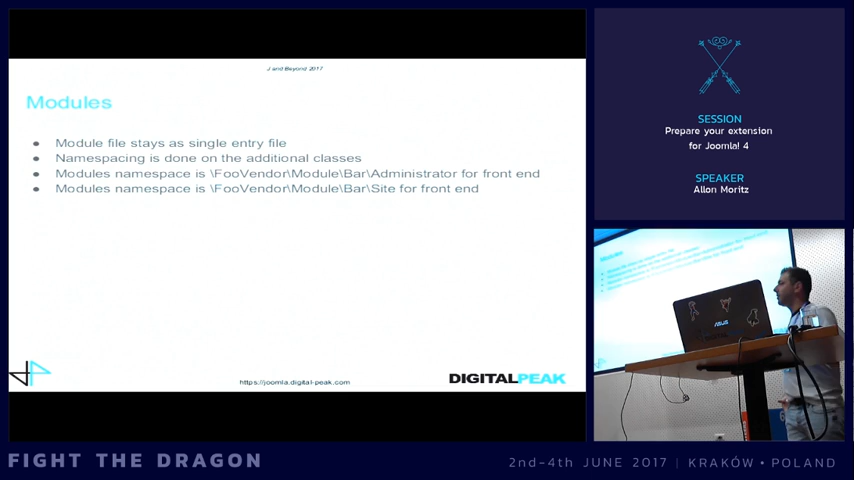 J and Beyond 2017
Modules
Module file stays as single entry file
Namespacing is done on the additional classes
Modules namespace is \FooVendor\Module\Bar\Administrator for front end
Modules namespace is \FooVendor\Module\Bar\Site for front end
https://joomla.digital-peak.com
DIGITALPEAK
SESSION
Prepare your extension
for Joomla! 4
SPEAKER
Allon Moritz
ASUS
FIGHT THE DRAGON
2nd-4th JUNE 2017 | KRAKÓW • POLAND